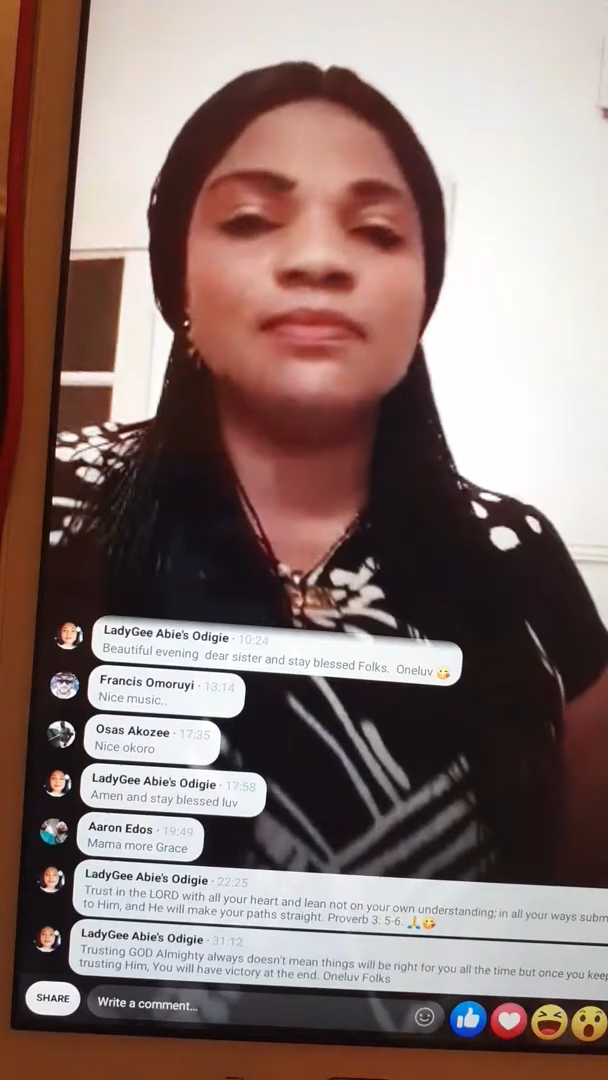 LadyGee Abie's Odigie · 10:24
Beautiful evening dear sister and stay blessed Folks. Oneluv 😋
Francis Omoruyi · 13:14
Nice music..
Osas Akozee · 17:35
Nice okoro
LadyGee Abie's Odigie · 17:58
Amen and stay blessed luv
Aaron Edos · 19:49
Mama more Grace
LadyGee Abie's Odigie · 22:25
Trust in the LORD with all your heart and lean not on your own understanding; in all your ways subm
to Him, and He will make your paths straight. Proverb 3: 5-6. 🙏😋
LadyGee Abie's Odigie · 31:12
Trusting GOD Almighty always doesn't mean things will be right for you all the time but once you keep
trusting Him, You will have victory at the end. Oneluv Folks
SHARE
Write a comment...